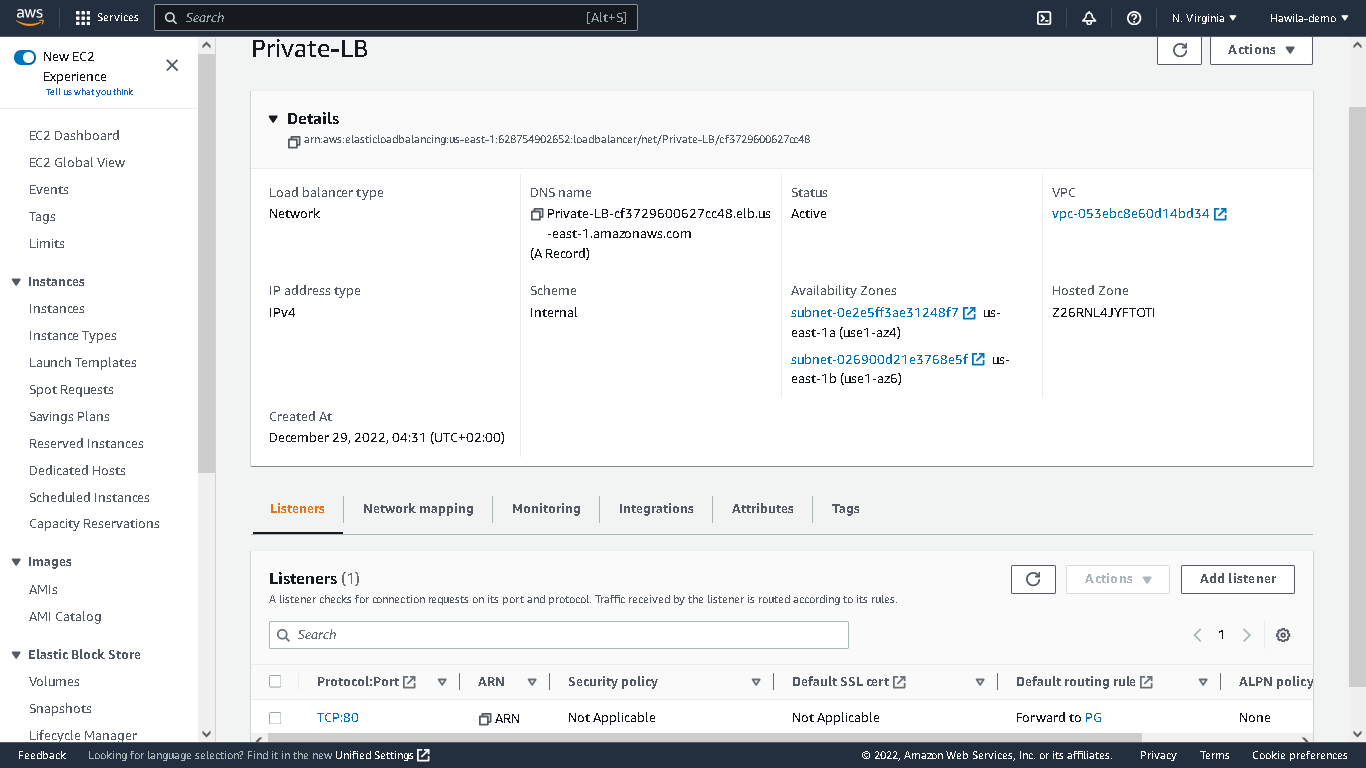 aws
Services
Search
[Alt+S]
N. Virginia
Hawila-demo
New EC2
Experience
Tell us what you think
EC2 Dashboard
EC2 Global View
Events
Tags
Limits
Instances
Instances
Instance Types
Launch Templates
Spot Requests
Savings Plans
Reserved Instances
Dedicated Hosts
Scheduled Instances
Capacity Reservations
Images
AMIs
AMI Catalog
Elastic Block Store
Volumes
Snapshots
Lifecycle Manager
Private-LB
Actions
Details
arn:aws:elasticloadbalancing:us-east-1:628754902652:loadbalancer/net/Private-LB/cf3729600627cc48
Load balancer type
Network
DNS name
Private-LB-cf3729600627cc48.elb.us
-east-1.amazonaws.com
(A Record)
Status
Active
VPC
vpc-053ebc8e60d14bd34
IP address type
IPv4
Scheme
Internal
Availability Zones
subnet-0e2e5ff3ae31248f7 us-
east-1a (use1-az4)
subnet-026900d21e3768e5f us-
east-1b (use1-az6)
Hosted Zone
Z26RNL4JYFTOTI
Created At
December 29, 2022, 04:31 (UTC+02:00)
Listeners
Network mapping
Monitoring
Integrations
Attributes
Tags
Listeners (1)
Actions
Add listener
A listener checks for connection requests on its port and protocol. Traffic received by the listener is routed according to its rules.
Search
1
Protocol:Port
ARN
Security policy
Default SSL cert
Default routing rule
ALPN policy
TCP:80
ARN
Not Applicable
Not Applicable
Forward to PG
None
Feedback
Looking for language selection? Find it in the new Unified Settings
© 2022, Amazon Web Services, Inc. or its affiliates.
Privacy
Terms
Cookie preferences